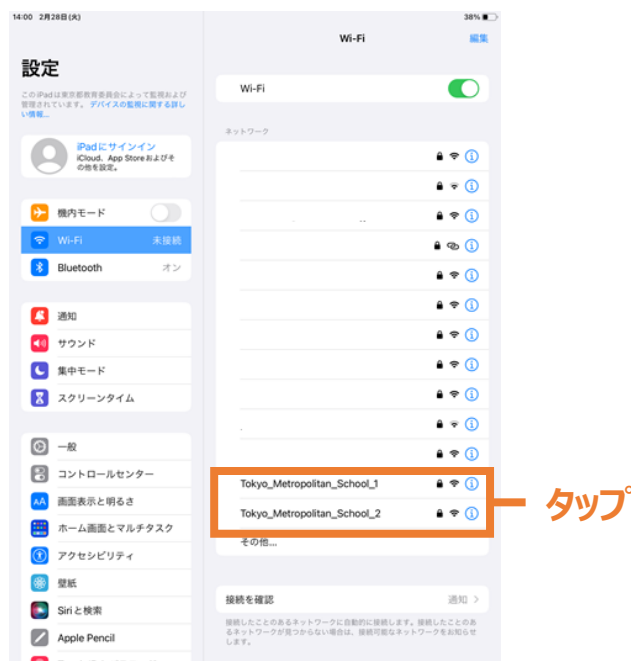 14:00 2月28日(火)
38%
Wi-Fi
編集
設定
このiPadは東京都教育委員会によって監視および
管理されています。デバイスの監視に関する詳し
い情報...
iPadにサインイン
iCloud、App Storeおよびそ
の他を設定。
機内モード
Wi-Fi 未接続
Bluetooth オン
通知
サウンド
集中モード
スクリーンタイム
一般
コントロールセンター
AA 画面表示と明るさ
ホーム画面とマルチタスク
アクセシビリティ
壁紙
Siriと検索
Apple Pencil
Wi-Fi
ネットワーク
Tokyo_Metropolitan_School_1
Tokyo_Metropolitan_School_2
その他...
接続を確認 通知
接続したことのあるネットワークに自動的に接続します。接続したことのあ
るネットワークが見つからない場合は、接続可能なネットワークをお知らせ
します。
タップ